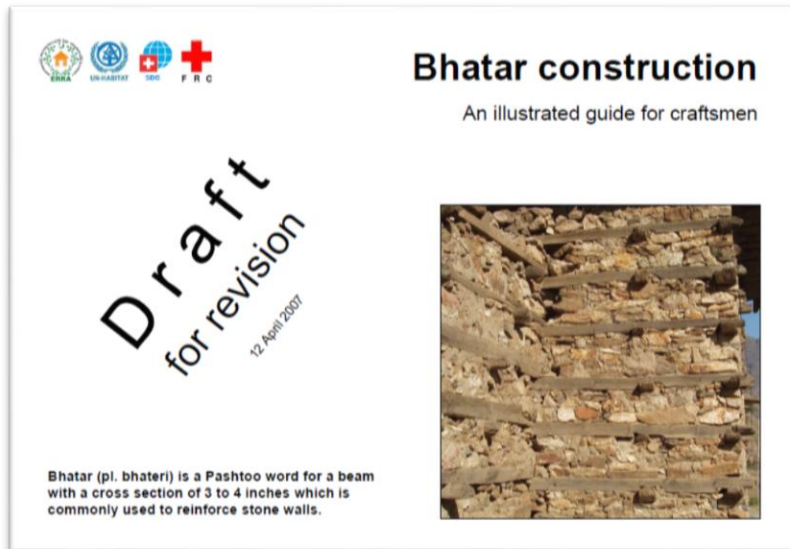 ERRA
UN-HABITAT
SDC
F R C
Bhatar construction
An illustrated guide for craftsmen
Draft
for revision
12 April 2007
Bhatar (pl. bhateri) is a Pashtoo word for a beam
with a cross section of 3 to 4 inches which is
commonly used to reinforce stone walls.